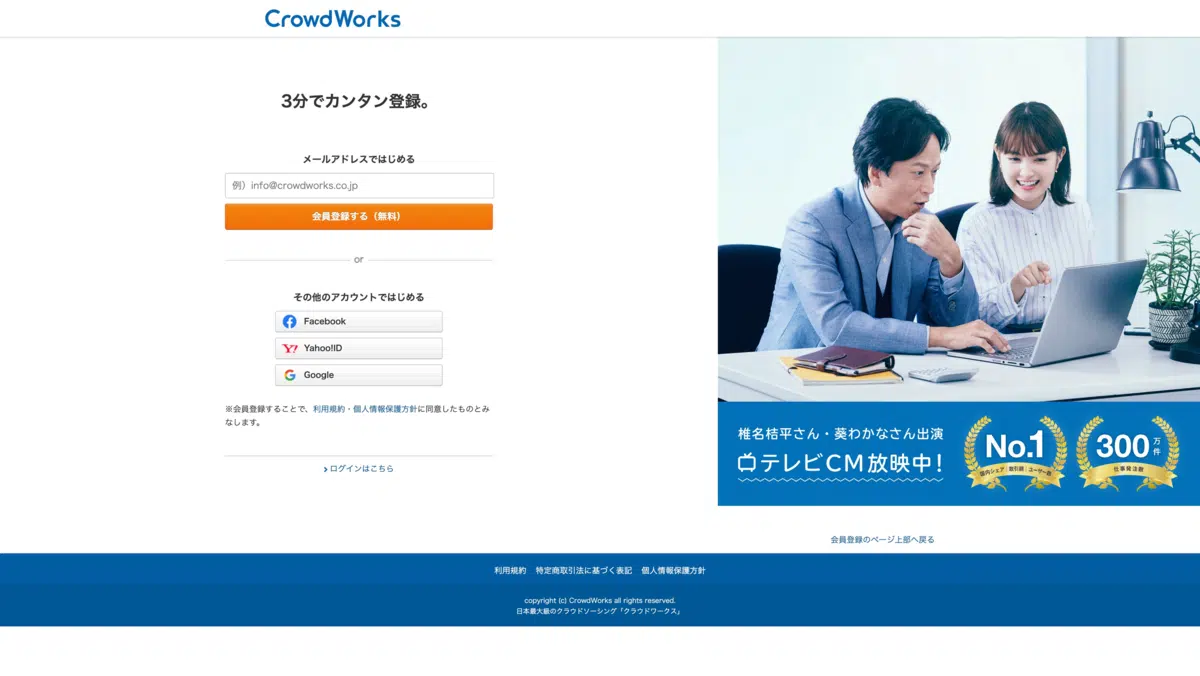 CrowdWorks
3分でカンタン登録。
メールアドレスではじめる
例）info@crowdworks.co.jp
会員登録する（無料）
or
その他のアカウントではじめる
Facebook
Yahoo!ID
Google
※会員登録することで、利用規約・個人情報保護方針に同意したものとみ
なします。
ログインはこちら
椎名桔平さん・葵わかなさん出演
テレビCM放映中！
No.1
国内シェア 取引額 ユーザー数
300万件
仕事発注数
会員登録のページ上部へ戻る
利用規約 特定商取引法に基づく表記 個人情報保護方針
copyright (c) CrowdWorks all rights reserved.
日本最大級のクラウドソーシング「クラウドワークス」